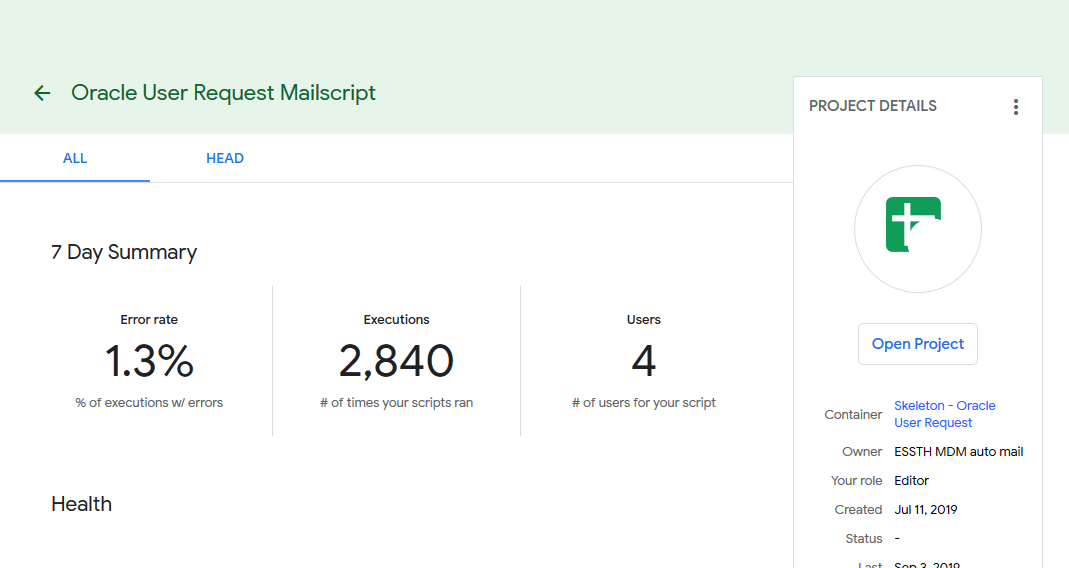 Oracle User Request Mailscript
ALL
HEAD
7 Day Summary
Error rate
1.3%
% of executions w/ errors
Executions
2,840
# of times your scripts ran
Users
4
# of users for your script
Health
PROJECT DETAILS
Open Project
Container
Skeleton - Oracle
User Request
Owner
ESSTH MDM auto mail
Your role
Editor
Created
Jul 11, 2019
Status
-
Last
Sep 3, 2019